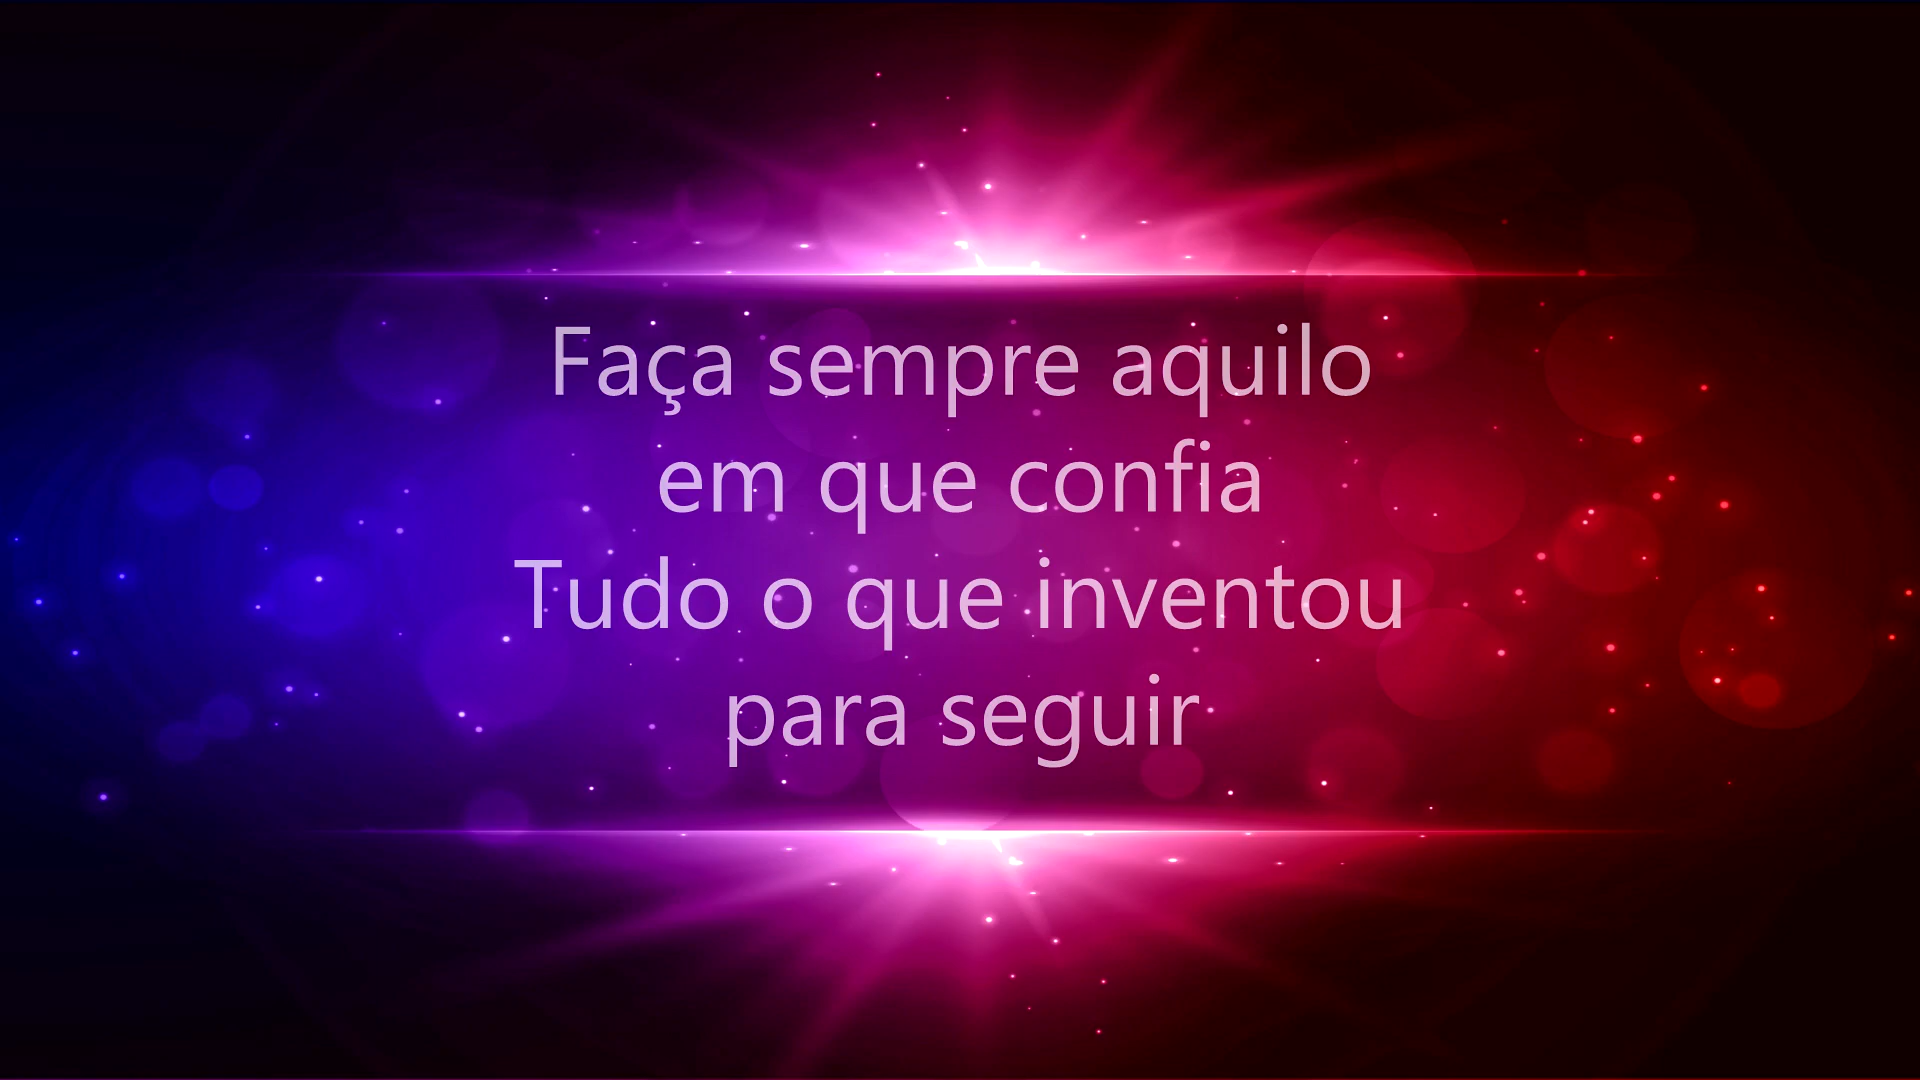 Faça sempre aquilo
em que confia
Tudo o que inventou
para seguir